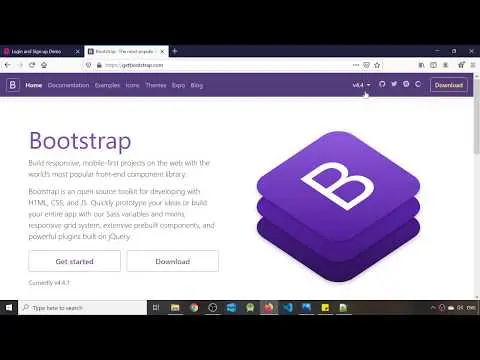 Login and Sign up Demo
Bootstrap · The most popular
getbootstrap.com
B Home Documentation Examples Icons Themes Expo Blog v4.4 Download
Bootstrap
Build responsive, mobile-first projects on the web with the
world's most popular front-end component library.
Bootstrap is an open source toolkit for developing with
HTML, CSS, and JS. Quickly prototype your ideas or build
your entire app with our Sass variables and mixins,
responsive grid system, extensive prebuilt components, and
powerful plugins built on jQuery.
Get started Download
Currently v4.4.1
B
Type here to search
ENG